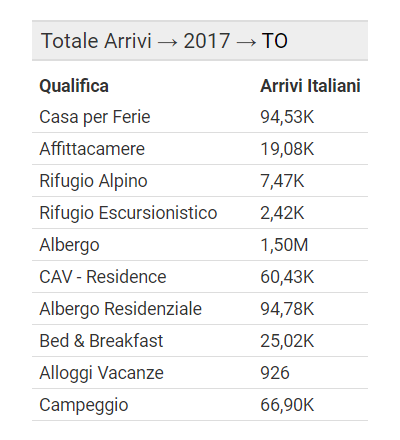 Totale Arrivi → 2017 → TO
Qualifica Arrivi Italiani
Casa per Ferie 94,53K
Affittacamere 19,08K
Rifugio Alpino 7,47K
Rifugio Escursionistico 2,42K
Albergo 1,50M
CAV - Residence 60,43K
Albergo Residenziale 94,78K
Bed & Breakfast 25,02K
Alloggi Vacanze 926
Campeggio 66,90K